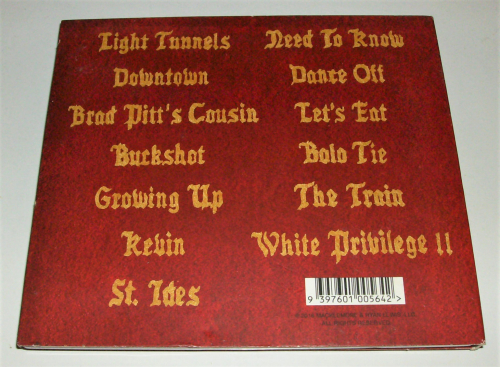 Light Tunnels
Downtown
Brad Pitt's Cousin
Buckshot
Growing Up
Kevin
St. Ides
Need To Know
Dance Off
Let's Eat
Bolo Tie
The Train
White Privilege II
9 397601 005642 >